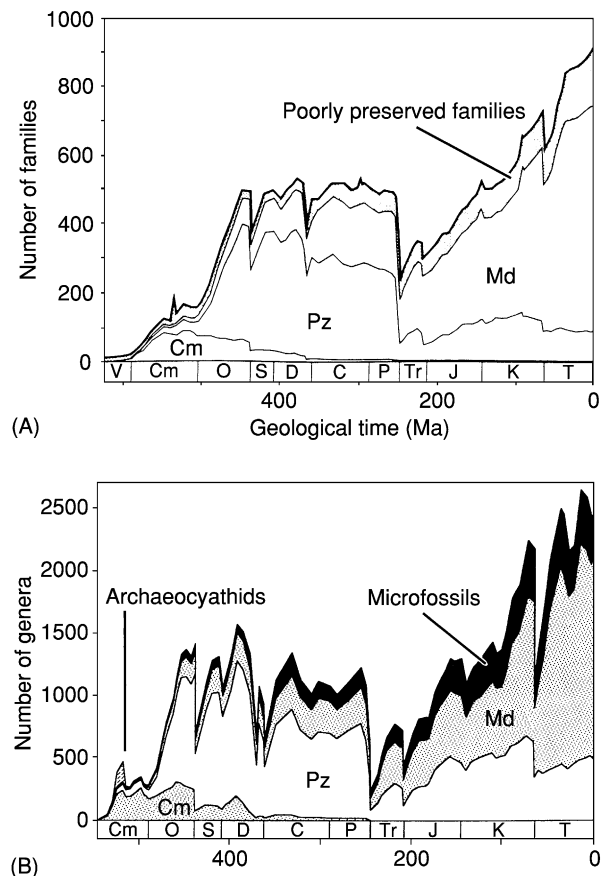 1000
800
600
400
200
0
Number of families
Poorly preserved families
Md
Pz
Cm
V Cm O S D C P Tr J K T
400 200 0
(A)
Geological time (Ma)
2500
2000
1500
1000
500
0
Number of genera
Archaeocyathids
Microfossils
Md
Pz
Cm
Cm O S D C P Tr J K T
400 200 0
(B)